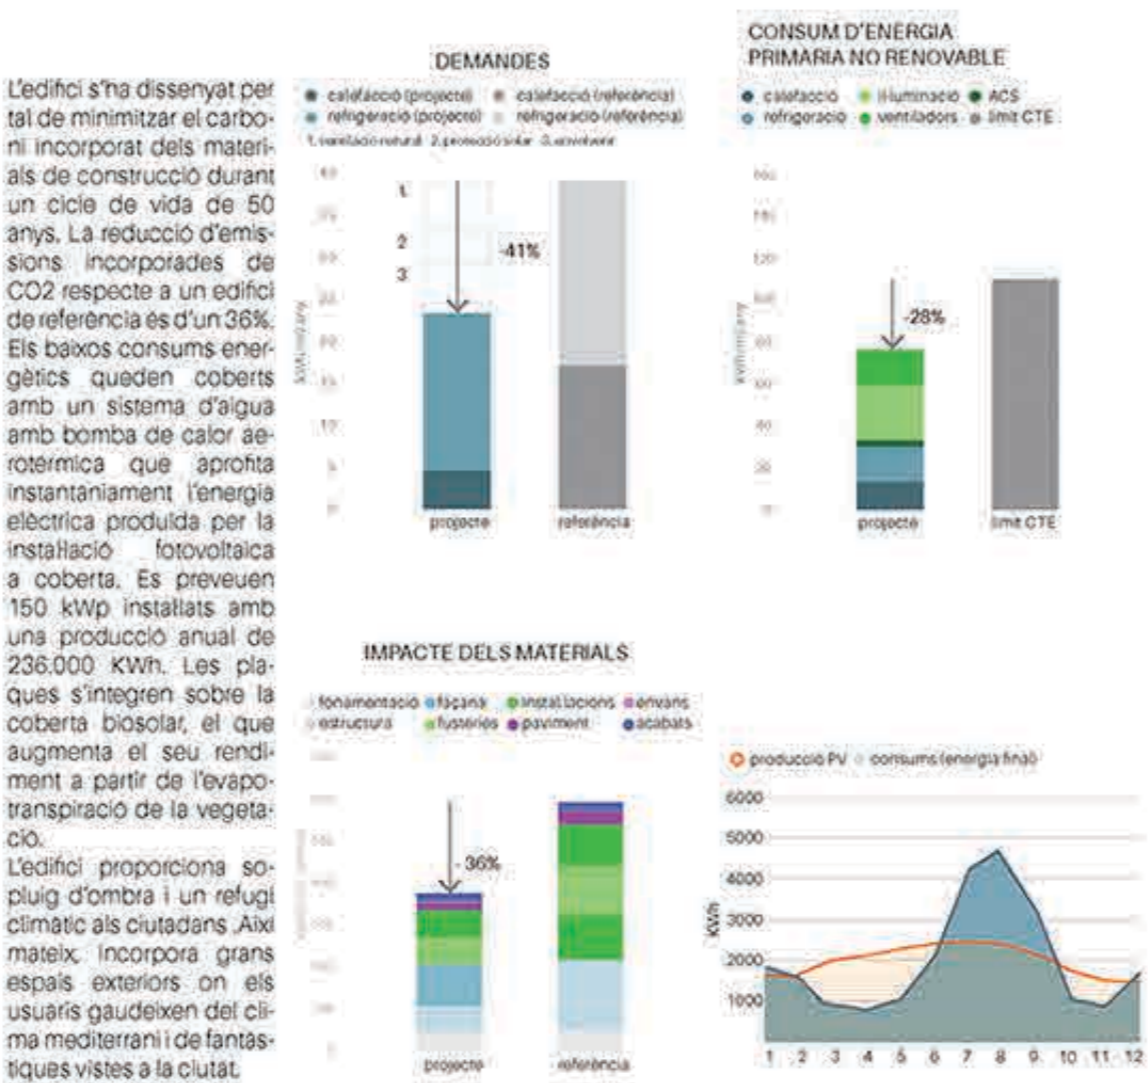 L'edifici s'ha dissenyat per
tal de minimitzar el carbo-
ni incorporat dels materi-
als de construcció durant
un cicle de vida de 50
anys. La reducció d'emis-
sions incorporades de
CO2 respecte a un edifici
de referència és d'un 36%.
Els baixos consums ener-
gètics queden coberts
amb un sistema d'aigua
amb bomba de calor ae-
rotèrmica que aprofita
instantàniament l'energia
elèctrica produïda per la
instal·lació fotovoltaica
a coberta. Es preveuen
150 kWp instal·lats amb
una producció anual de
236.000 KWh. Les pla-
ques s'integren sobre la
coberta biosolar, el que
augmenta el seu rendi-
ment a partir de l'evapo-
transpiració de la vegeta-
ció.
L'edifici proporciona so-
pluig d'ombra i un refugi
climàtic als ciutadans .Així
mateix, incorpora grans
espais exteriors on els
usuaris gaudeixen del cli-
ma mediterrani i de fantàs-
tiques vistes a la ciutat.
DEMANDES
calefacció (projecte) calefacció (referència)
refrigeració (projecte) refrigeració (referència)
1. ventilació natural 2. protecció solar 3. envolvent
1
2
3
-41%
projecte referència
CONSUM D'ENERGIA
PRIMARIA NO RENOVABLE
calefacció il·luminació ACS
refrigeració ventiladors límit CTE
-28%
projecte límit CTE
IMPACTE DELS MATERIALS
fonamentació façana instal·lacions envans
estructura fusteries paviment acabats
- 36%
projecte referència
producció PV consums (energia final)
6000
5000
4000
3000
2000
1000
KWh
1 2 3 4 5 6 7 8 9 10 11 12